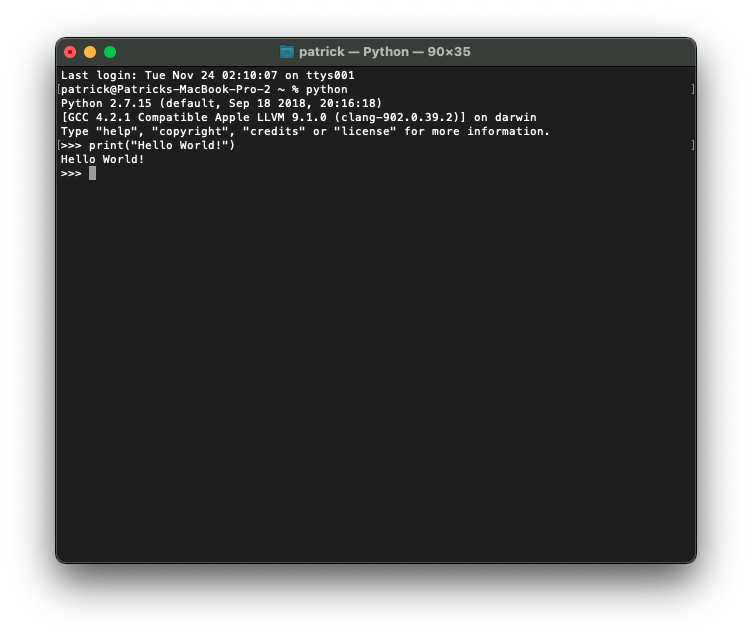 patrick — Python — 90×35
Last login: Tue Nov 24 02:10:07 on ttys001
[patrick@Patricks-MacBook-Pro-2 ~ % python ]
Python 2.7.15 (default, Sep 18 2018, 20:16:18)
[GCC 4.2.1 Compatible Apple LLVM 9.1.0 (clang-902.0.39.2)] on darwin
Type "help", "copyright", "credits" or "license" for more information.
[>>> print("Hello World!") ]
Hello World!
>>>